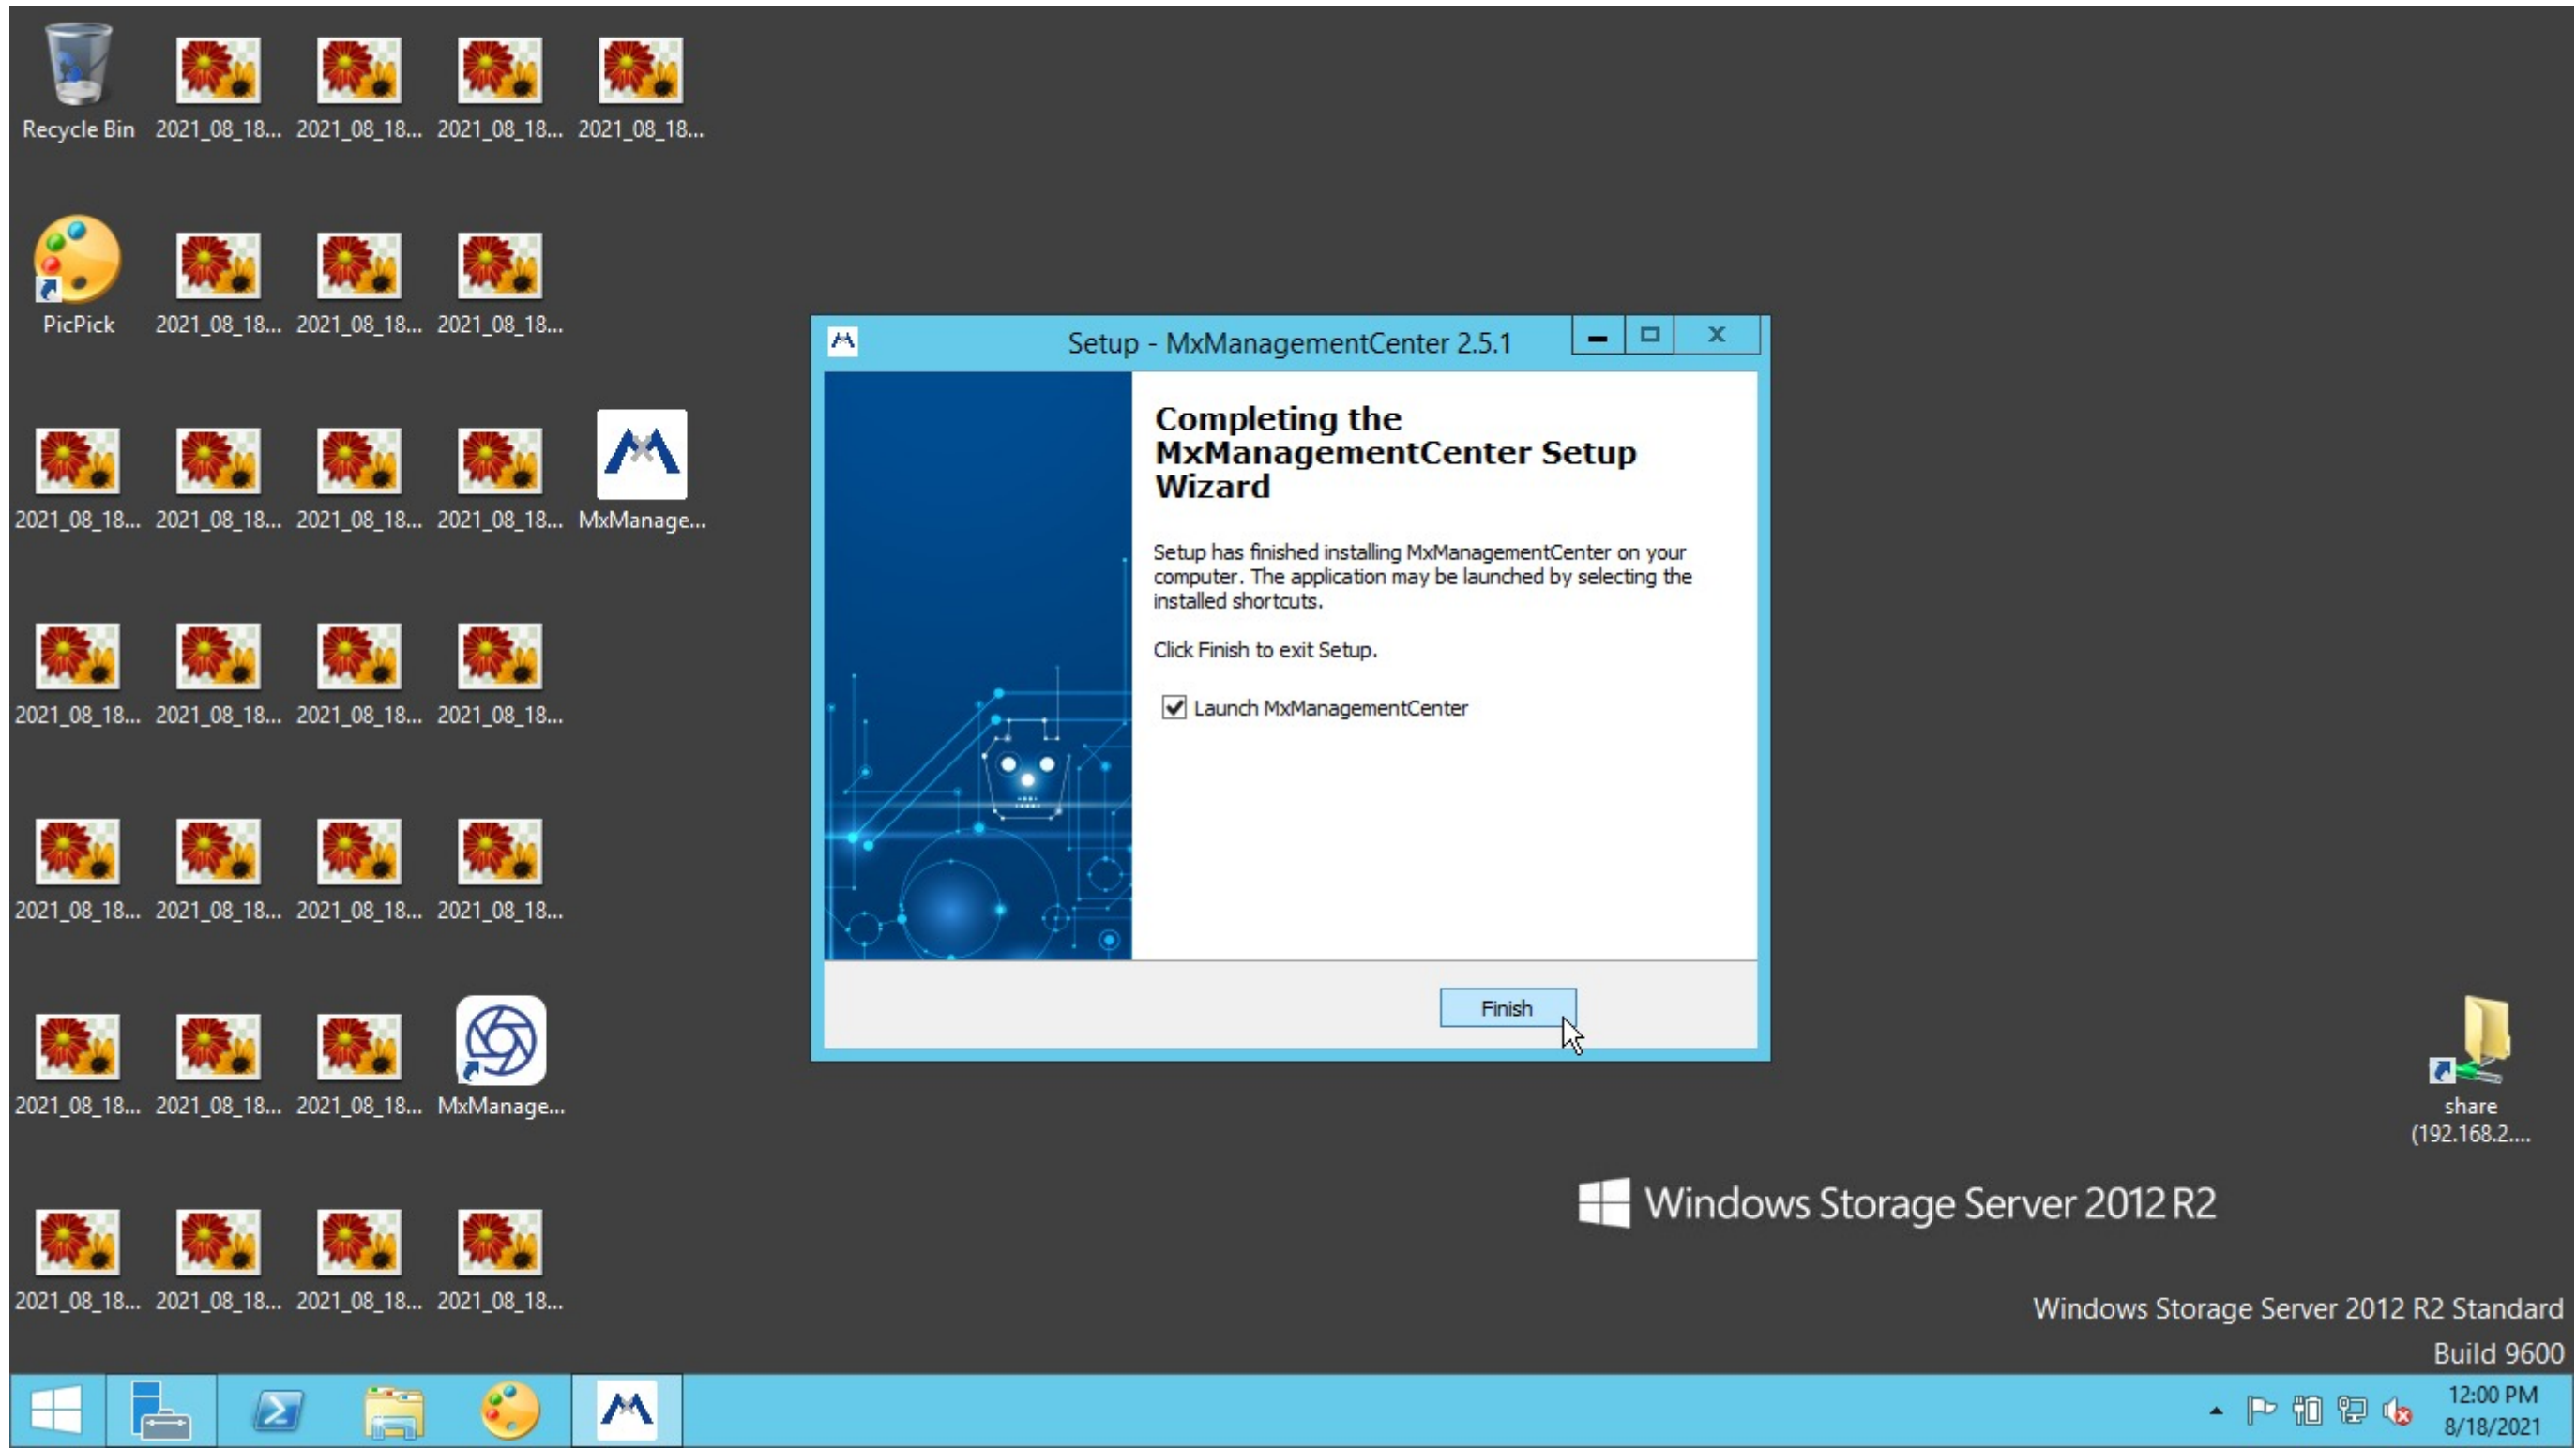 Recycle Bin
2021_08_18...
2021_08_18...
2021_08_18...
2021_08_18...
PicPick
2021_08_18...
2021_08_18...
2021_08_18...
2021_08_18...
2021_08_18...
2021_08_18...
2021_08_18...
MxManage...
2021_08_18...
2021_08_18...
2021_08_18...
2021_08_18...
2021_08_18...
2021_08_18...
2021_08_18...
2021_08_18...
2021_08_18...
2021_08_18...
2021_08_18...
MxManage...
2021_08_18...
2021_08_18...
2021_08_18...
2021_08_18...
Setup - MxManagementCenter 2.5.1
Completing the
MxManagementCenter Setup
Wizard
Setup has finished installing MxManagementCenter on your
computer. The application may be launched by selecting the
installed shortcuts.
Click Finish to exit Setup.
Launch MxManagementCenter
Finish
share
(192.168.2....
Windows Storage Server 2012 R2
Windows Storage Server 2012 R2 Standard
Build 9600
12:00 PM
8/18/2021